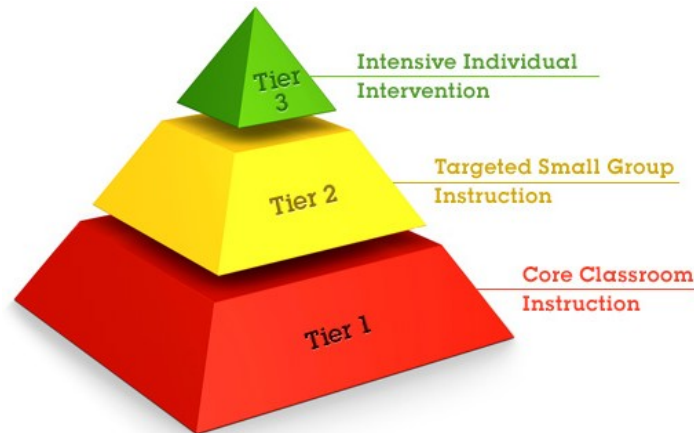 Tier
3
Intensive Individual
Intervention
Tier 2
Targeted Small Group
Instruction
Tier 1
Core Classroom
Instruction